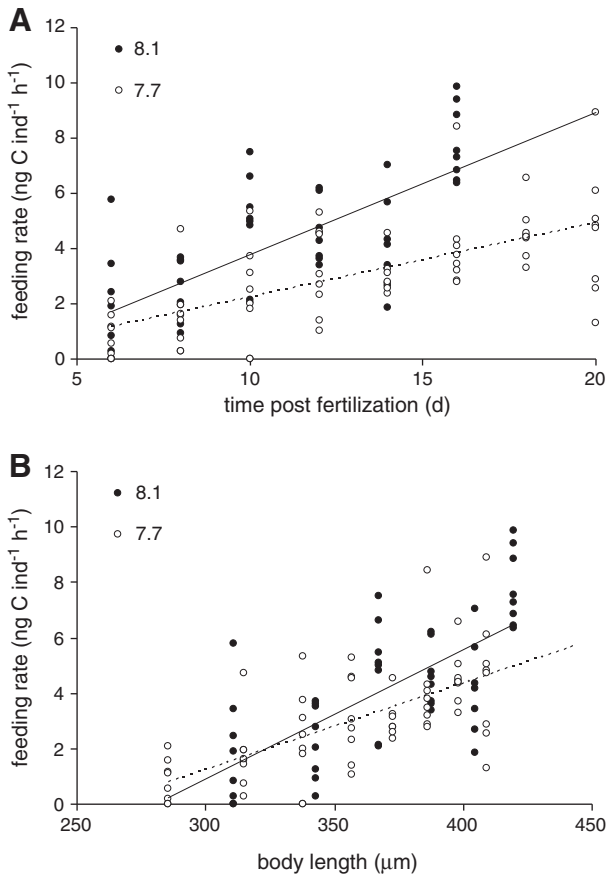 A
12
10
8
6
4
2
0
feeding rate (ng C ind⁻¹ h⁻¹)
8.1
7.7
5 10 15 20
time post fertilization (d)
B
12
10
8
6
4
2
0
feeding rate (ng C ind⁻¹ h⁻¹)
8.1
7.7
250 300 350 400 450
body length (μm)